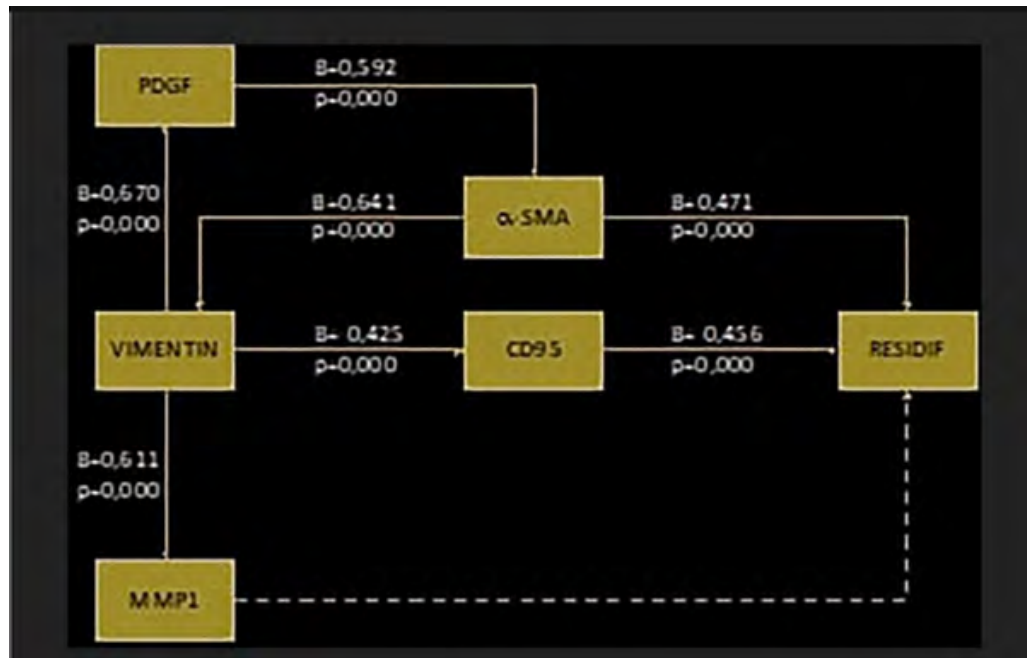 PDGF
B=0,592
p=0,000
B=0,670
p=0,000
B=0,641
p=0,000
α-SMA
B=0,471
p=0,000
VIMENTIN
B= 0,425
p=0,000
CD95
B= 0,456
p=0,000
RESIDIF
B=0,611
p=0,000
MMP1